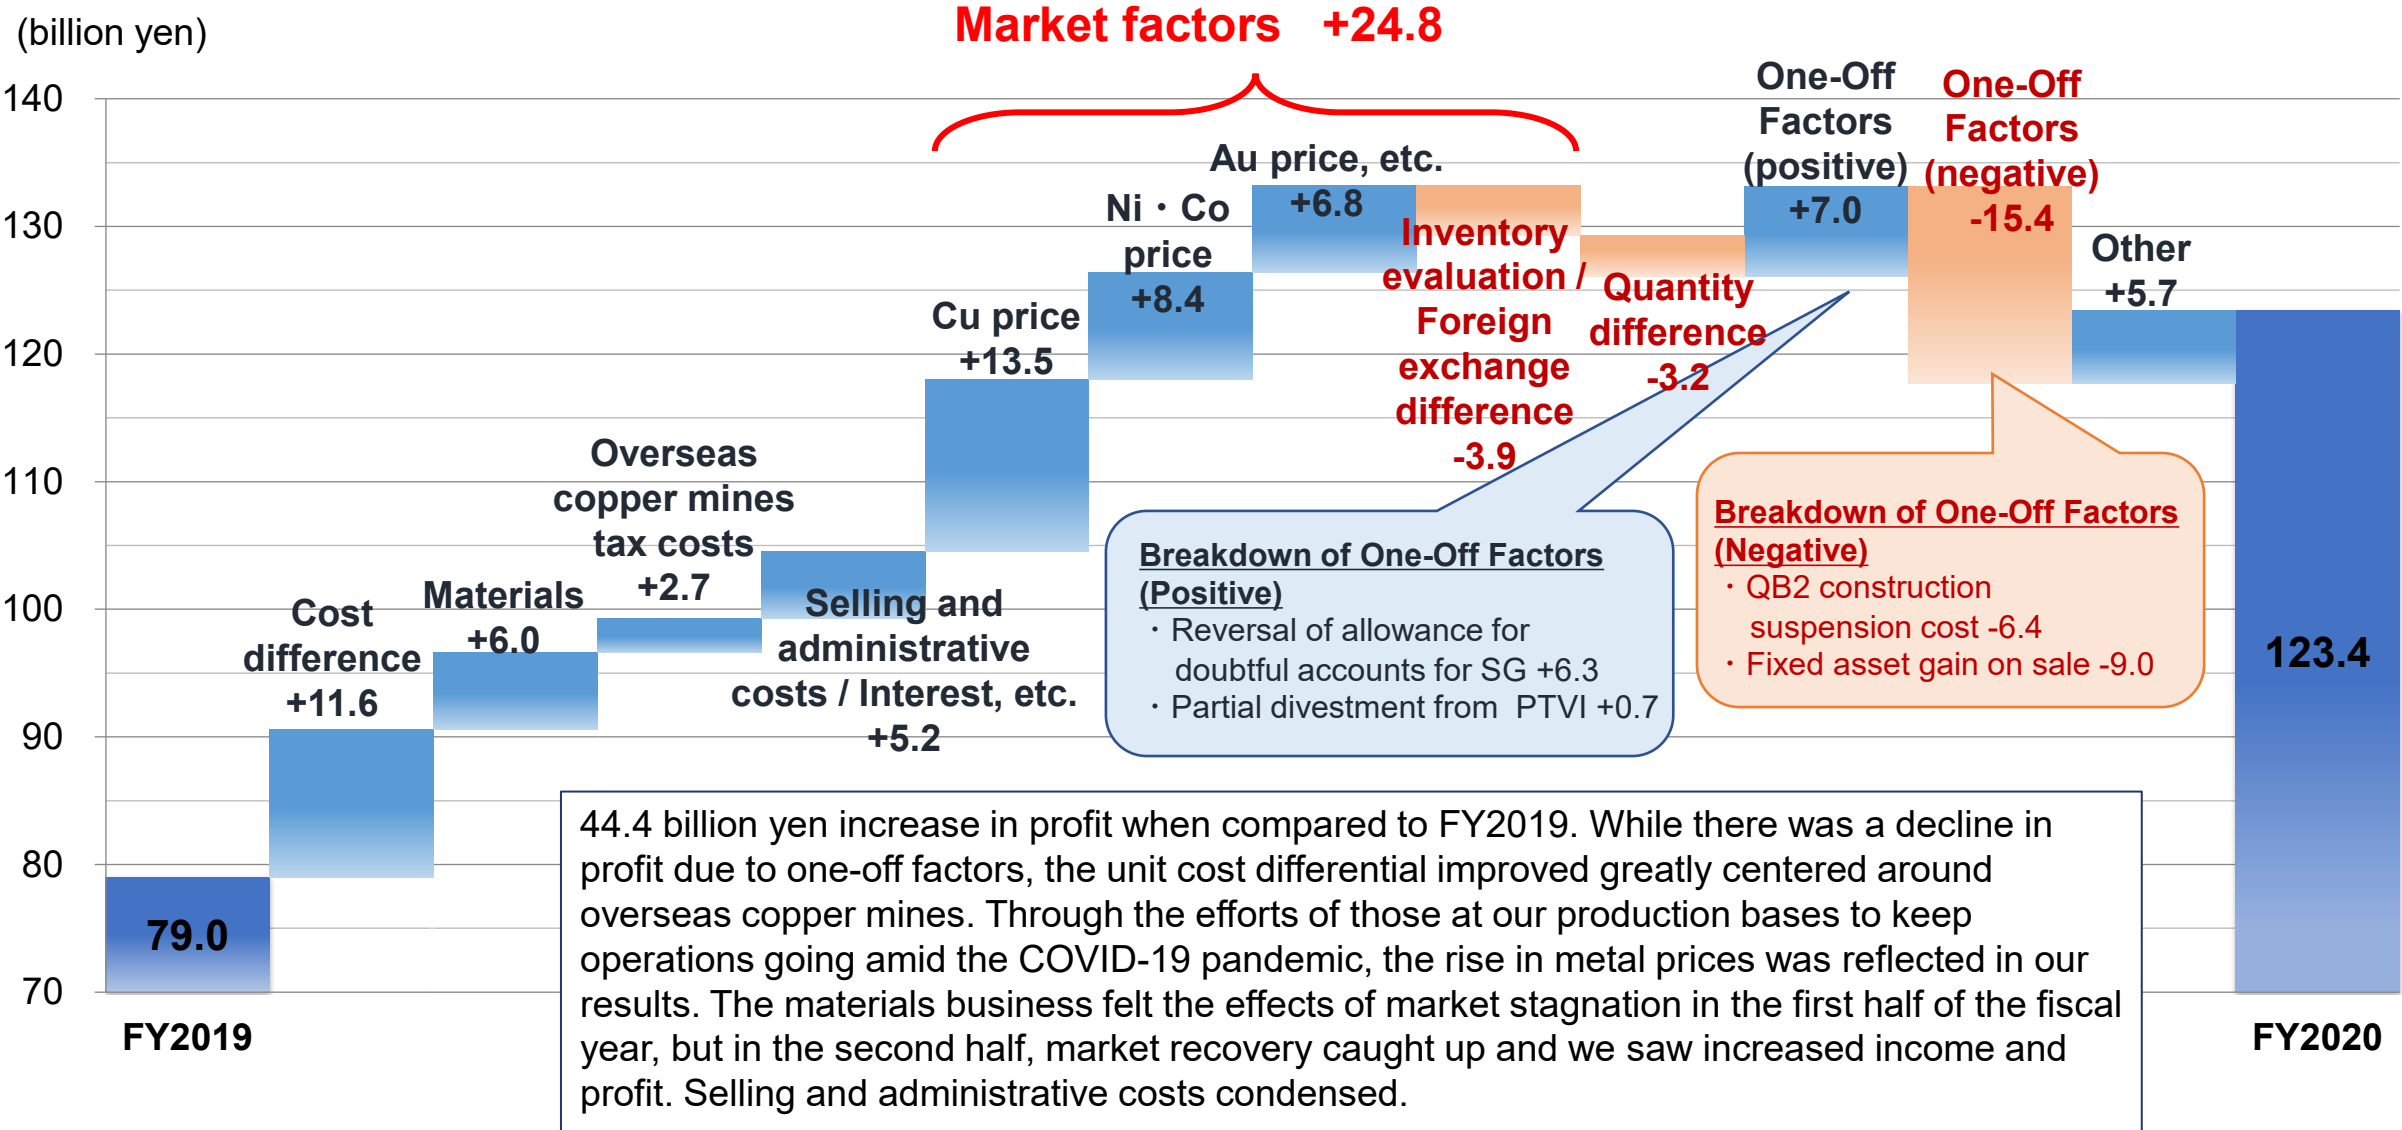 (billion yen)
Market factors +24.8
140
130
120
110
100
90
80
70
79.0
FY2019
Cost
difference
+11.6
Materials
+6.0
Overseas
copper mines
tax costs
+2.7
Selling and
administrative
costs / Interest, etc.
+5.2
Cu price
+13.5
Ni・Co
price
+8.4
Au price, etc.
+6.8
Inventory
evaluation /
Foreign
exchange
difference
-3.9
Quantity
difference
-3.2
One-Off
Factors
(positive)
+7.0
One-Off
Factors
(negative)
-15.4
Other
+5.7
123.4
FY2020
Breakdown of One-Off Factors
(Positive)
・Reversal of allowance for
doubtful accounts for SG +6.3
・Partial divestment from PTVI +0.7
Breakdown of One-Off Factors
(Negative)
・QB2 construction
suspension cost -6.4
・Fixed asset gain on sale -9.0
44.4 billion yen increase in profit when compared to FY2019. While there was a decline in
profit due to one-off factors, the unit cost differential improved greatly centered around
overseas copper mines. Through the efforts of those at our production bases to keep
operations going amid the COVID-19 pandemic, the rise in metal prices was reflected in our
results. The materials business felt the effects of market stagnation in the first half of the fiscal
year, but in the second half, market recovery caught up and we saw increased income and
profit. Selling and administrative costs condensed.